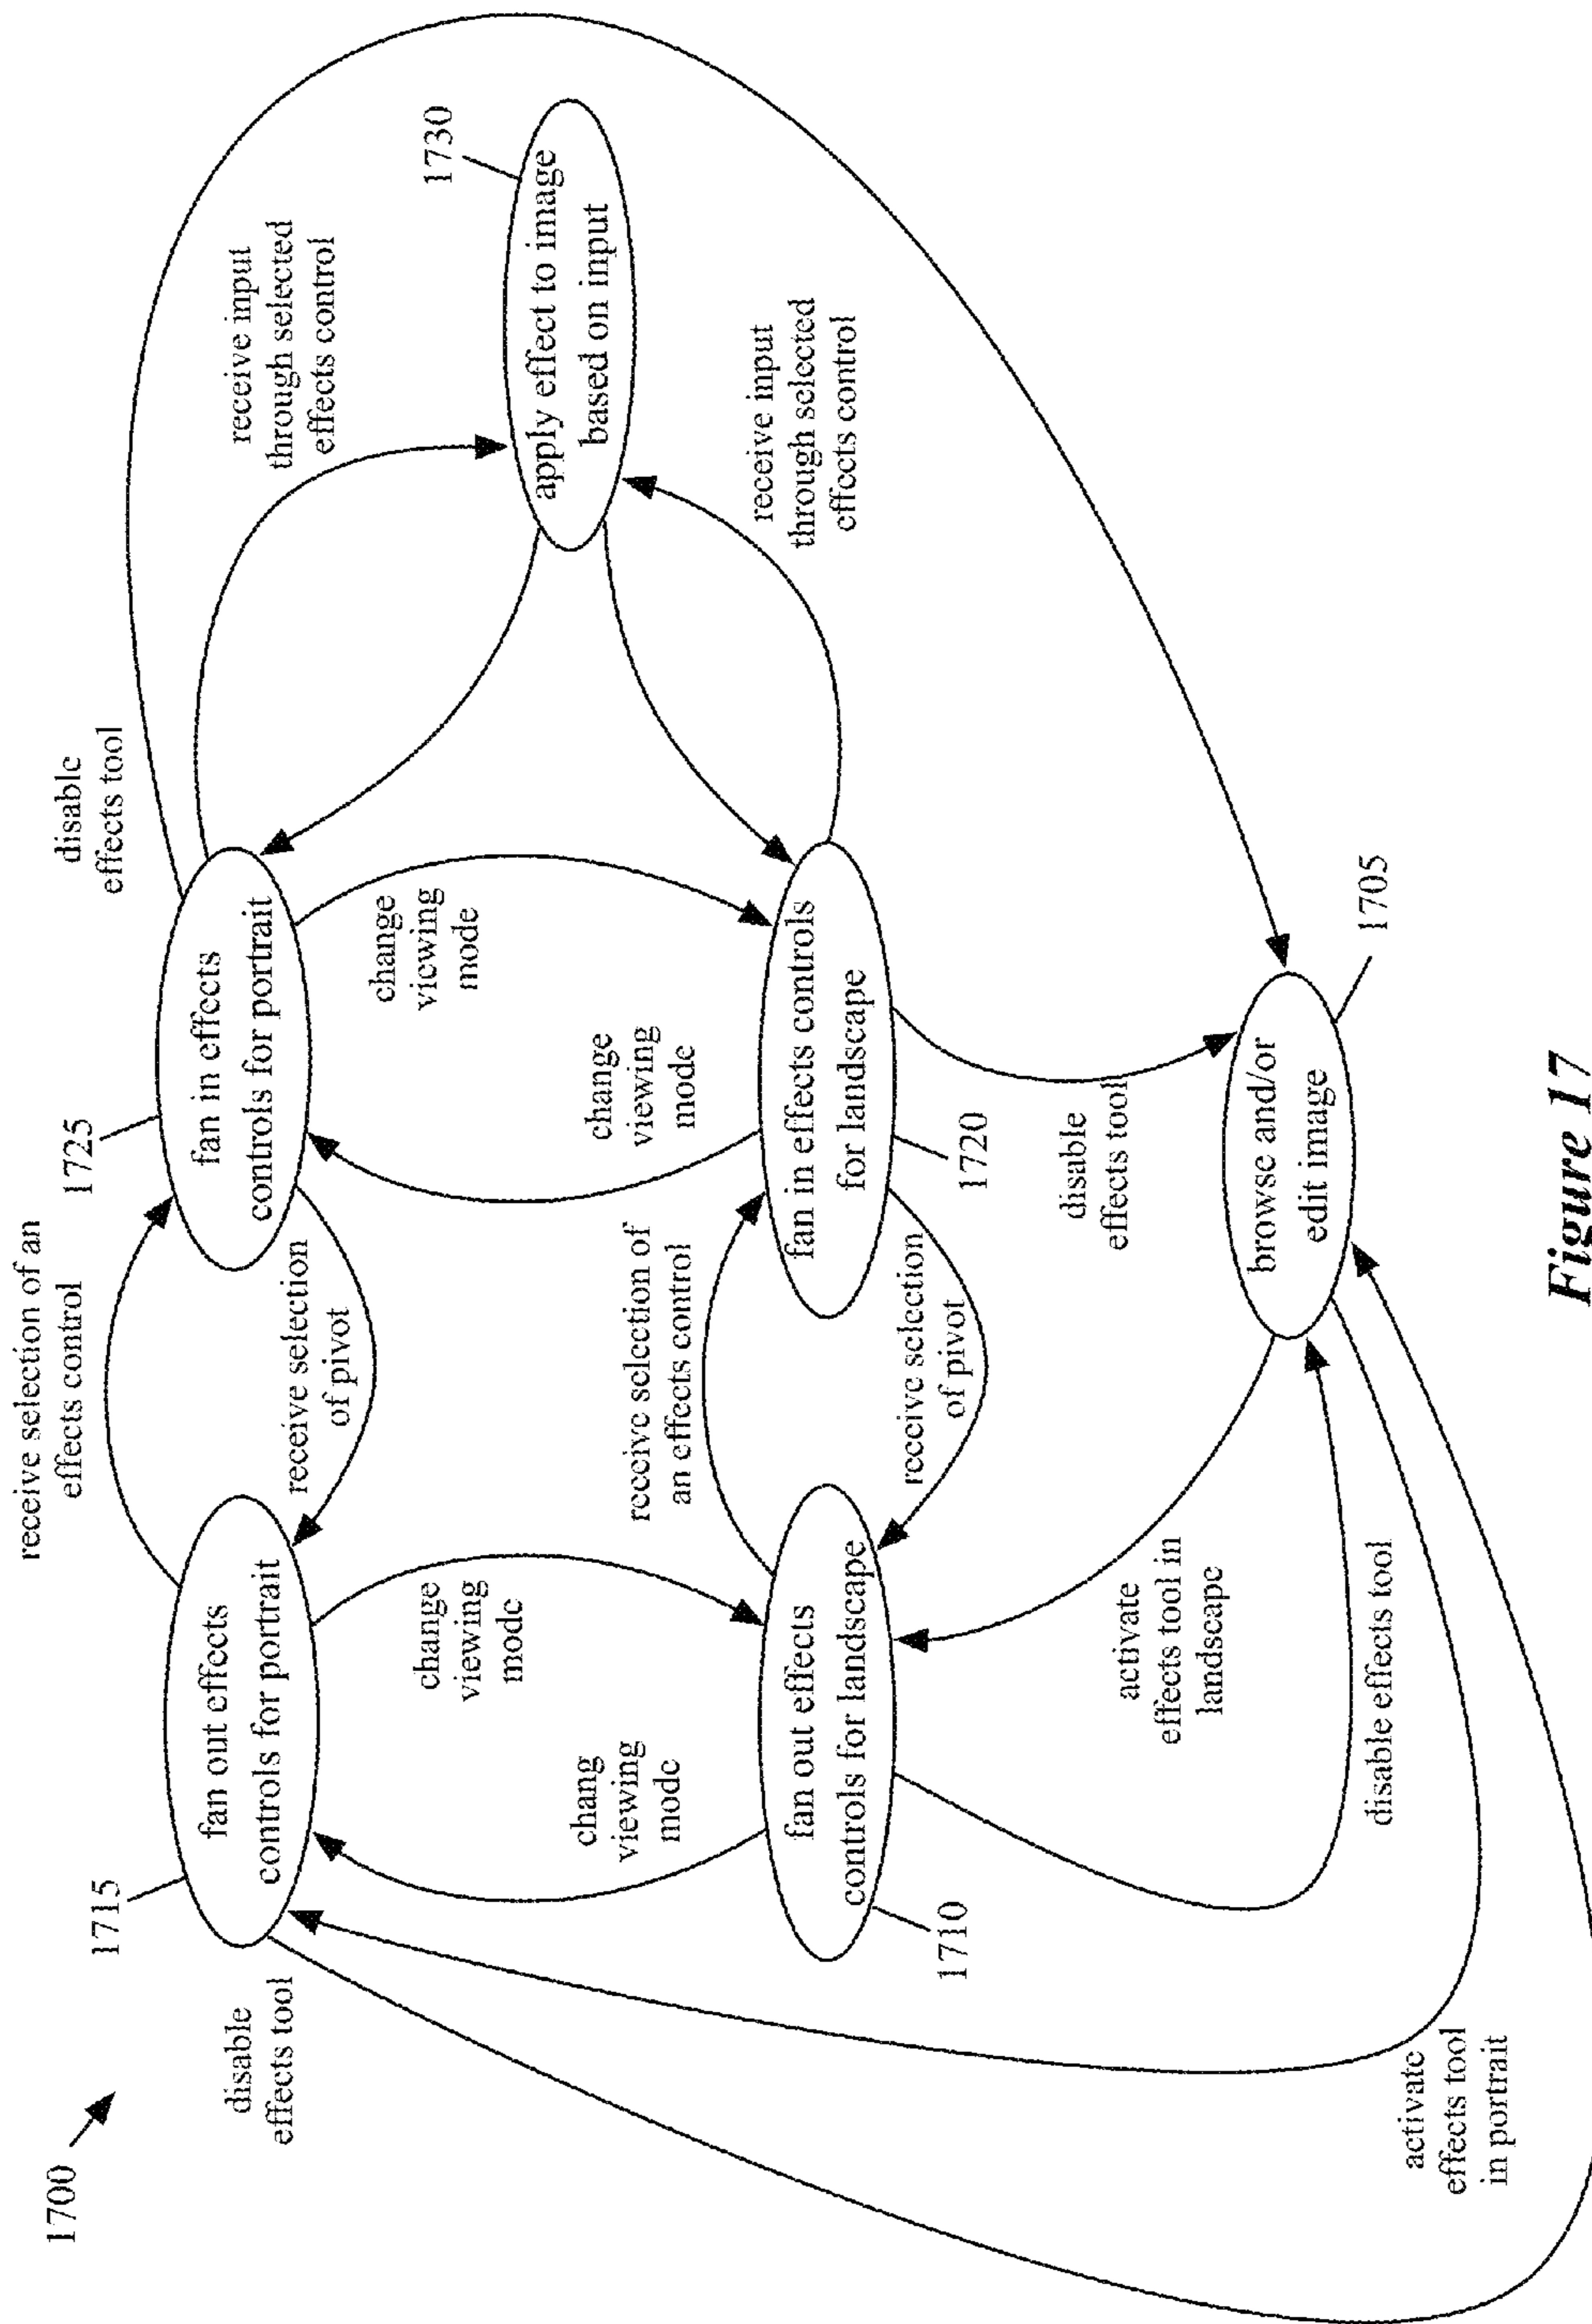 1700
receive selection of an
effects control
1715
fan out effects
controls for portrait
1725
fan in effects
controls for portrait
disable
effects tool
receive input
through selected
effects control
1730
apply effect to image
based on input
receive selection
of pivot
disable
effects tool
change
viewing
mode
change
viewing
mode
chang
viewing
mode
change
viewing
mode
receive selection of
an effects control
receive input
through selected
effects control
fan out effects
controls for landscape
1710
fan in effects controls
for landscape
1720
receive selection
of pivot
disable
effects tool
activate
effects tool in
landscape
browse and/or
edit image
1705
disable effects tool
activate
effects tool
in portrait
Figure 17